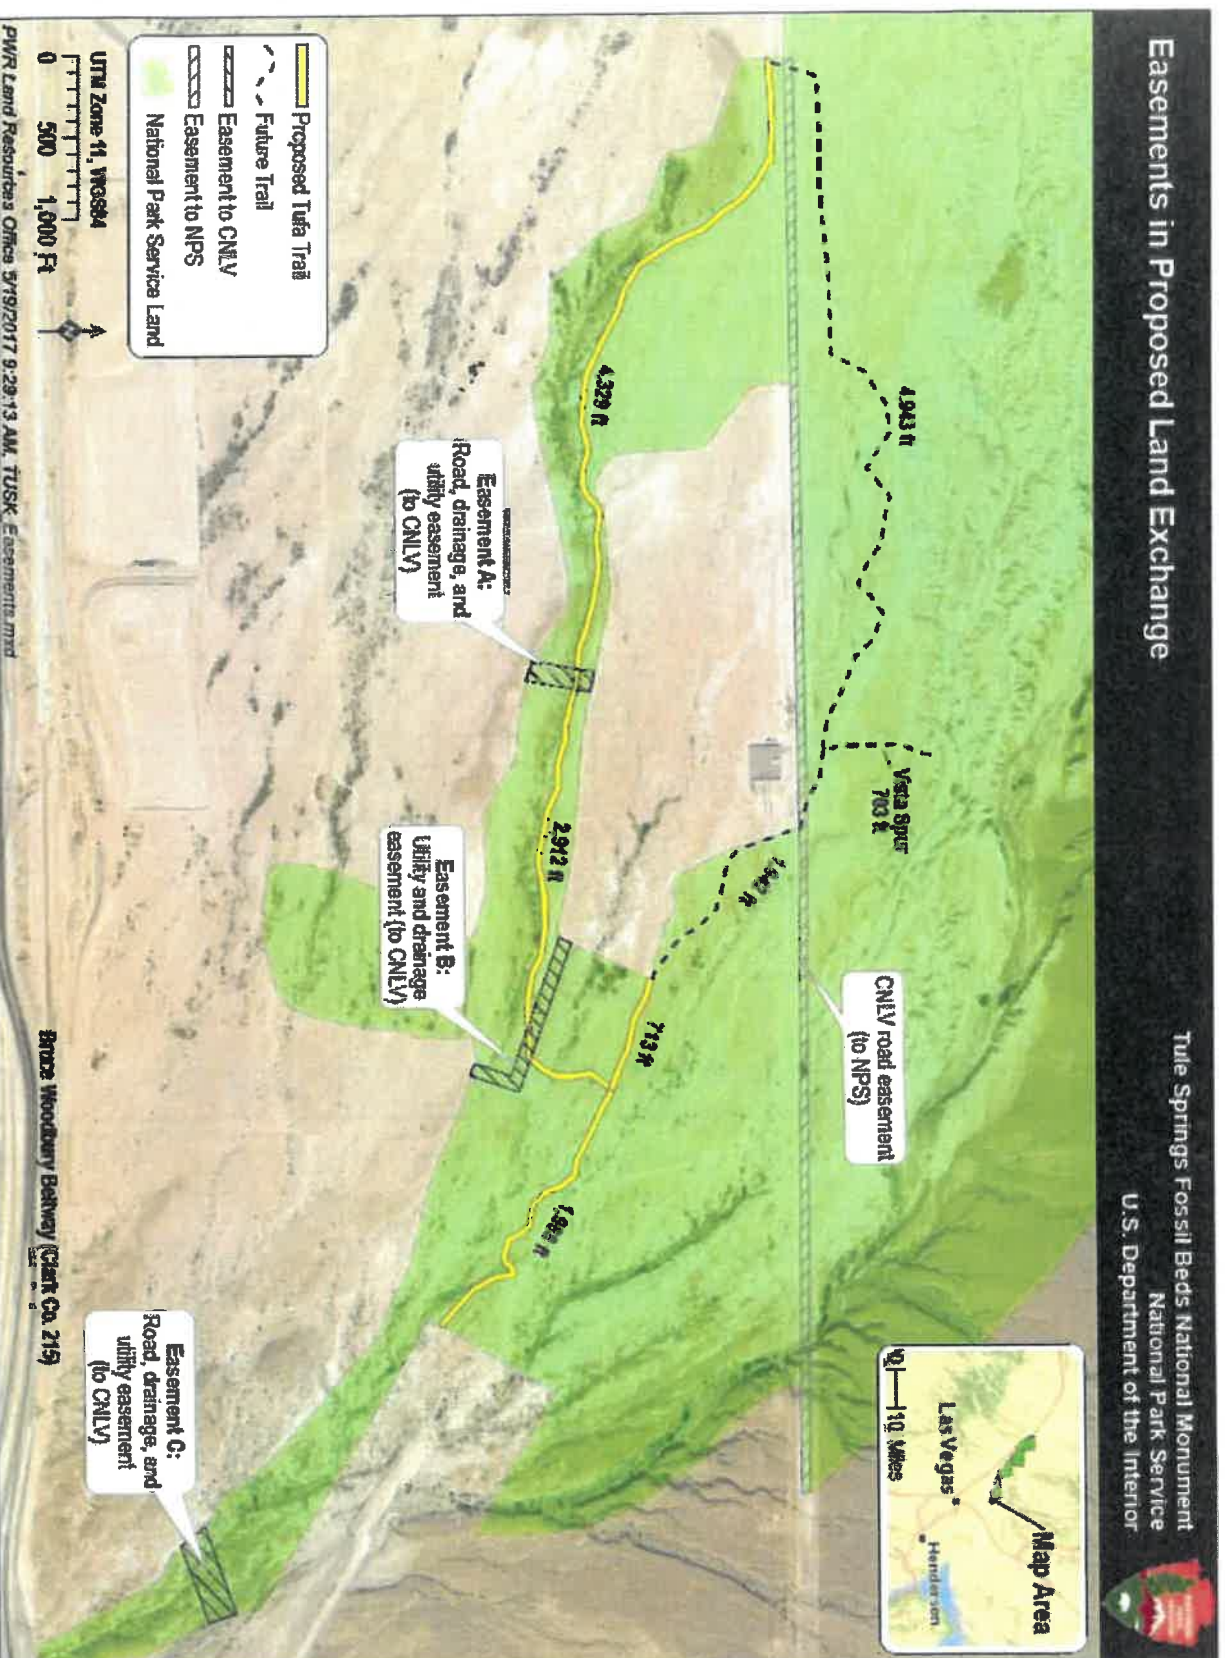 Easements in Proposed Land Exchange
Tule Springs Fossil Beds National Monument
National Park Service
U.S. Department of the Interior
Map Area
Las Vegas
Henderson
0
10 Miles
4,943 ft
Vista Spur
703 ft
CNLV road easement
(to NPS)
4,329 ft
713 ft
2,912 ft
Easement A:
Road, drainage, and
utility easement
(to CNLV)
Easement B:
Utility and drainage
easement (to CNLV)
Easement C:
Road, drainage, and
utility easement
(to CNLV)
Proposed Tufa Trail
Future Trail
Easement to CNLV
Easement to NPS
National Park Service Land
UTM Zone 11, WGS84
0 500 1,000 Ft
Bruce Woodbury Beltway (Clark Co. 215)
PWR Land Resources Office 5/19/2017 9:29:13 AM, TUSK_Easements.mxd